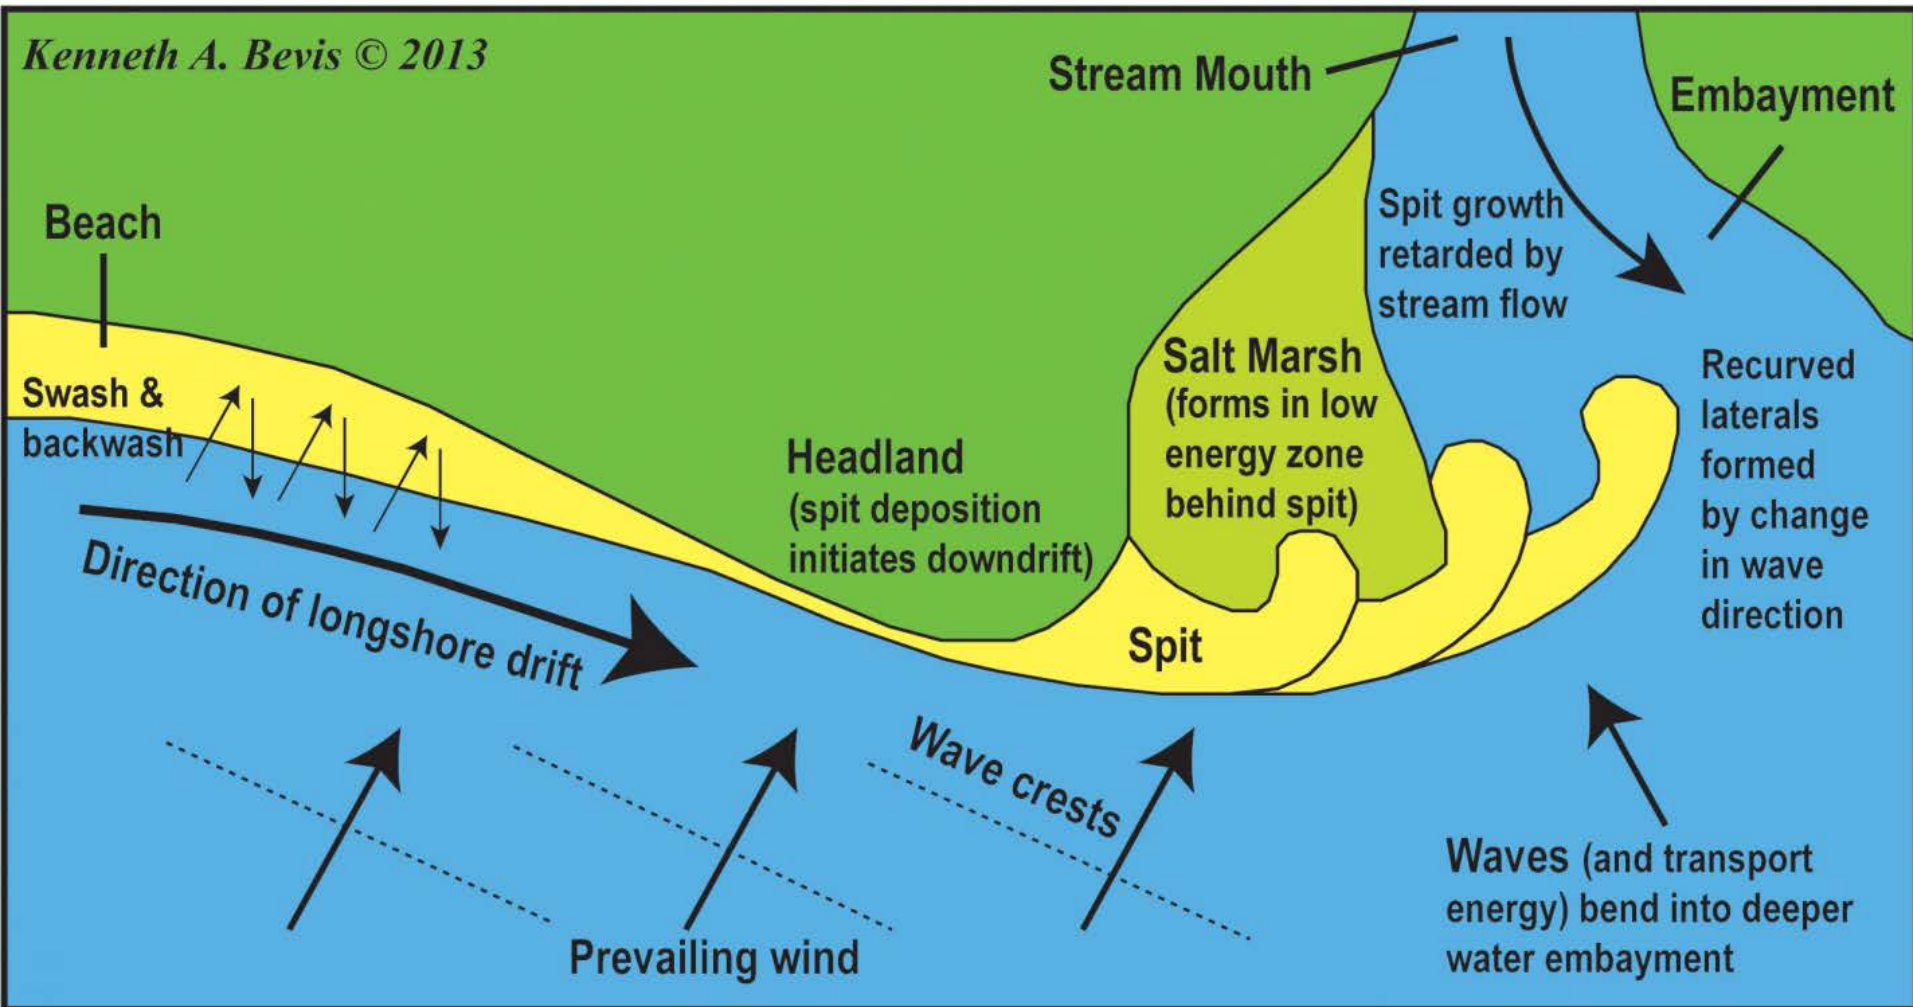 Kenneth A. Bevis © 2013
Stream Mouth
Embayment
Beach
Spit growth
retarded by
stream flow
Swash &
backwash
Salt Marsh
(forms in low
energy zone
behind spit)
Recurved
laterals
formed
by change
in wave
direction
Headland
(spit deposition
initiates downdrift)
Direction of longshore drift
Spit
Wave crests
Prevailing wind
Waves (and transport
energy) bend into deeper
water embayment